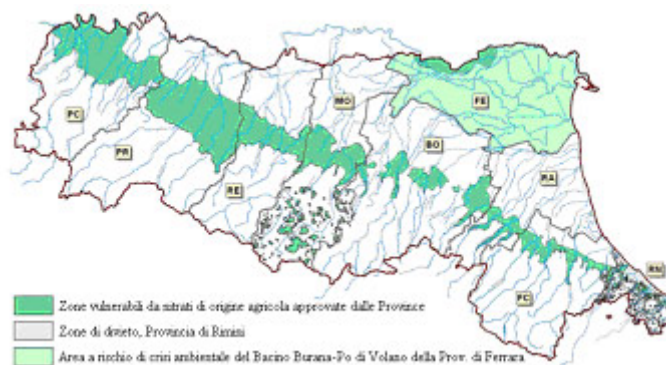 FE
MO
PC
BO
PR
RE
RA
RN
FC
Zone vulnerabili da nitrati di origine agricola approvate dalle Province
Zone di divieto, Provincia di Rimini
Area a rischio di crisi ambientale del Bacino Burana-Po di Volano della Prov. di Ferrara